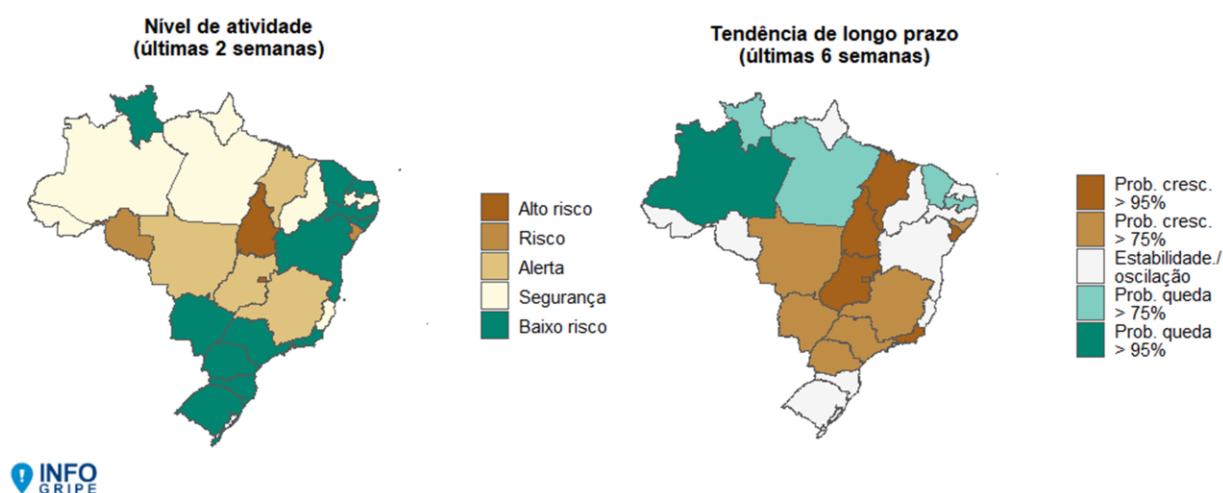 Nível de atividade
(últimas 2 semanas)
Tendência de longo prazo
(últimas 6 semanas)
Alto risco
Risco
Alerta
Segurança
Baixo risco
Prob. cresc.
> 95%
Prob. cresc.
> 75%
Estabilidade./
oscilação
Prob. queda
> 75%
Prob. queda
> 95%
INFO
GRIPE